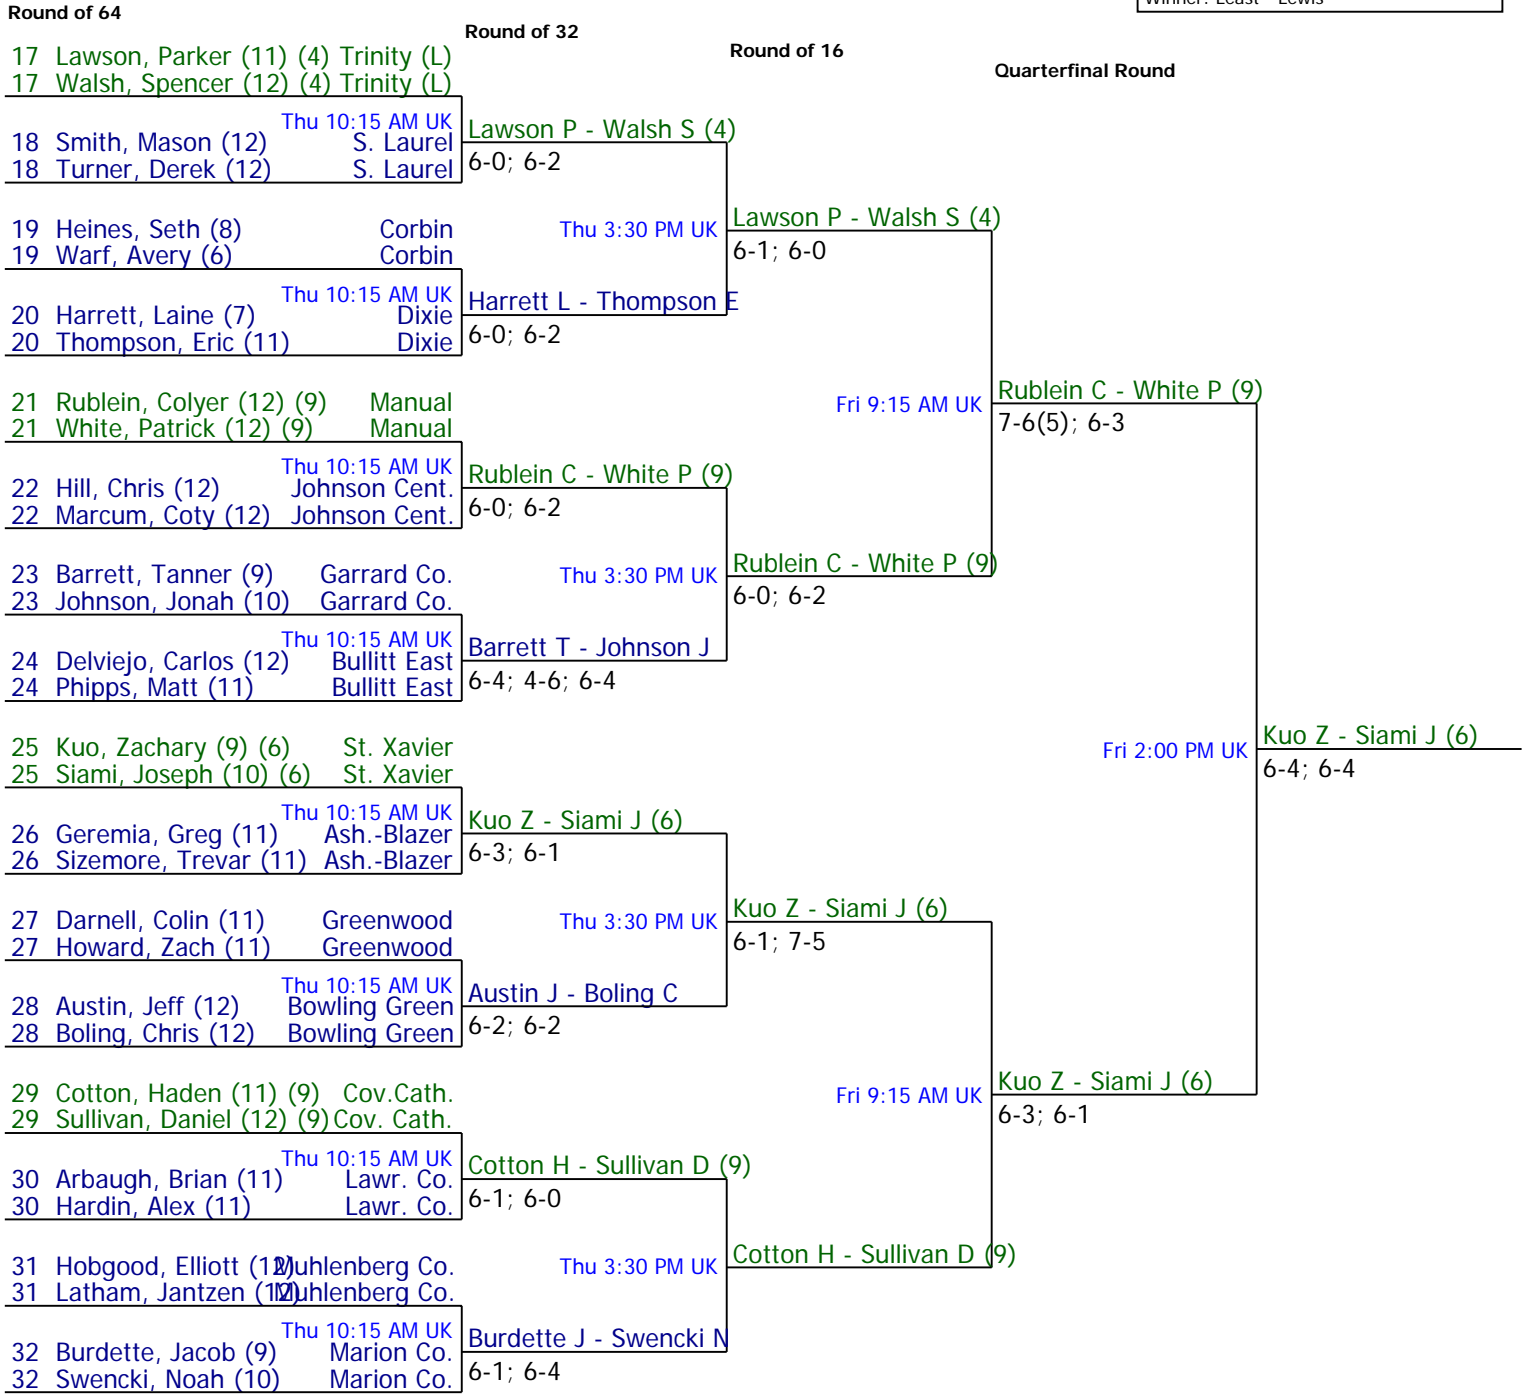 Winner: Least - Lewis
Round of 64
Round of 32
Round of 16
Quarterfinal Round
17 Lawson, Parker (11) (4) Trinity (L)
17 Walsh, Spencer (12) (4) Trinity (L)
Thu 10:15 AM UK
18 Smith, Mason (12) S. Laurel
18 Turner, Derek (12) S. Laurel
19 Heines, Seth (8) Corbin
19 Warf, Avery (6) Corbin
Thu 10:15 AM UK
20 Harrett, Laine (7) Dixie
20 Thompson, Eric (11) Dixie
21 Rublein, Colyer (12) (9) Manual
21 White, Patrick (12) (9) Manual
Thu 10:15 AM UK
22 Hill, Chris (12) Johnson Cent.
22 Marcum, Coty (12) Johnson Cent.
23 Barrett, Tanner (9) Garrard Co.
23 Johnson, Jonah (10) Garrard Co.
Thu 10:15 AM UK
24 Delviejo, Carlos (12) Bullitt East
24 Phipps, Matt (11) Bullitt East
25 Kuo, Zachary (9) (6) St. Xavier
25 Siami, Joseph (10) (6) St. Xavier
Thu 10:15 AM UK
26 Geremia, Greg (11) Ash.-Blazer
26 Sizemore, Trevar (11) Ash.-Blazer
27 Darnell, Colin (11) Greenwood
27 Howard, Zach (11) Greenwood
Thu 10:15 AM UK
28 Austin, Jeff (12) Bowling Green
28 Boling, Chris (12) Bowling Green
29 Cotton, Haden (11) (9) Cov.Cath.
29 Sullivan, Daniel (12) (9) Cov. Cath.
Thu 10:15 AM UK
30 Arbaugh, Brian (11) Lawr. Co.
30 Hardin, Alex (11) Lawr. Co.
31 Hobgood, Elliott (12) Muhlenberg Co.
31 Latham, Jantzen (12) Muhlenberg Co.
Thu 10:15 AM UK
32 Burdette, Jacob (9) Marion Co.
32 Swencki, Noah (10) Marion Co.
Lawson P - Walsh S (4)
6-0; 6-2
Thu 3:30 PM UK
Harrett L - Thompson E
6-0; 6-2
Rublein C - White P (9)
6-0; 6-2
Thu 3:30 PM UK
Barrett T - Johnson J
6-4; 4-6; 6-4
Kuo Z - Siami J (6)
6-3; 6-1
Thu 3:30 PM UK
Austin J - Boling C
6-2; 6-2
Cotton H - Sullivan D (9)
6-1; 6-0
Thu 3:30 PM UK
Burdette J - Swencki N
6-1; 6-4
Lawson P - Walsh S (4)
6-1; 6-0
Fri 9:15 AM UK
Rublein C - White P (9)
6-0; 6-2
Kuo Z - Siami J (6)
6-1; 7-5
Fri 9:15 AM UK
Cotton H - Sullivan D (9)
Rublein C - White P (9)
7-6(5); 6-3
Fri 2:00 PM UK
Kuo Z - Siami J (6)
6-3; 6-1
Kuo Z - Siami J (6)
6-4; 6-4